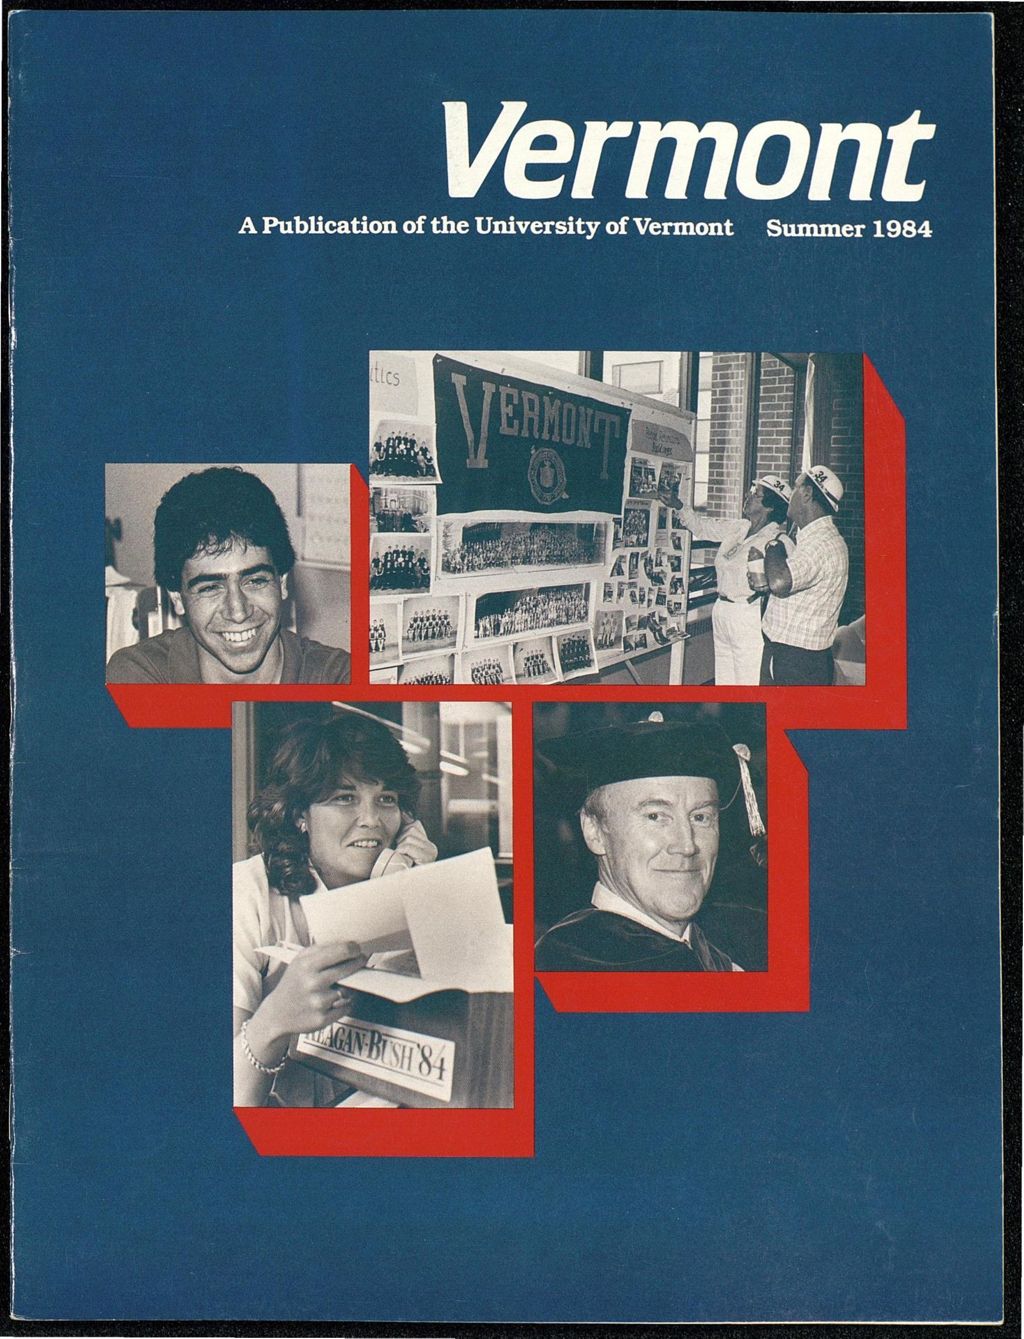 Vermont
A Publication of the University of Vermont Summer 1984
VERMONT
34
34
REAGAN-BUSH '84